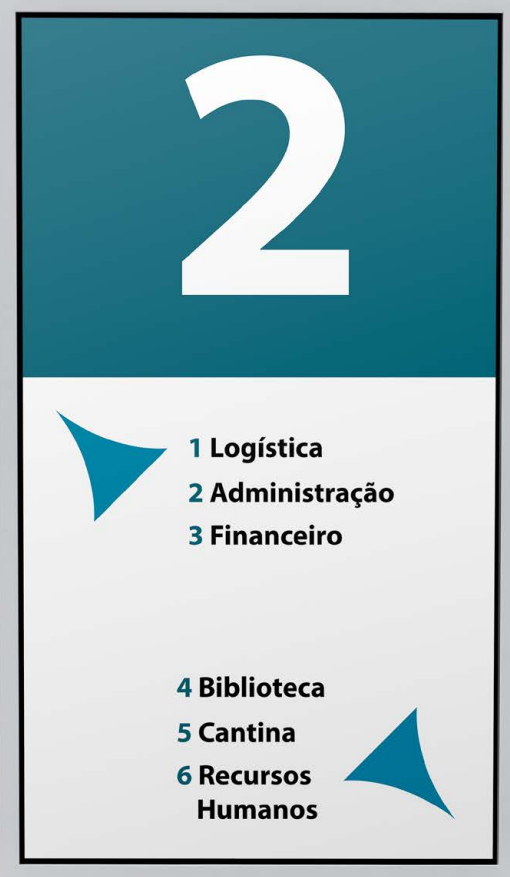 2
1 Logística
2 Administração
3 Financeiro
4 Biblioteca
5 Cantina
6 Recursos
Humanos